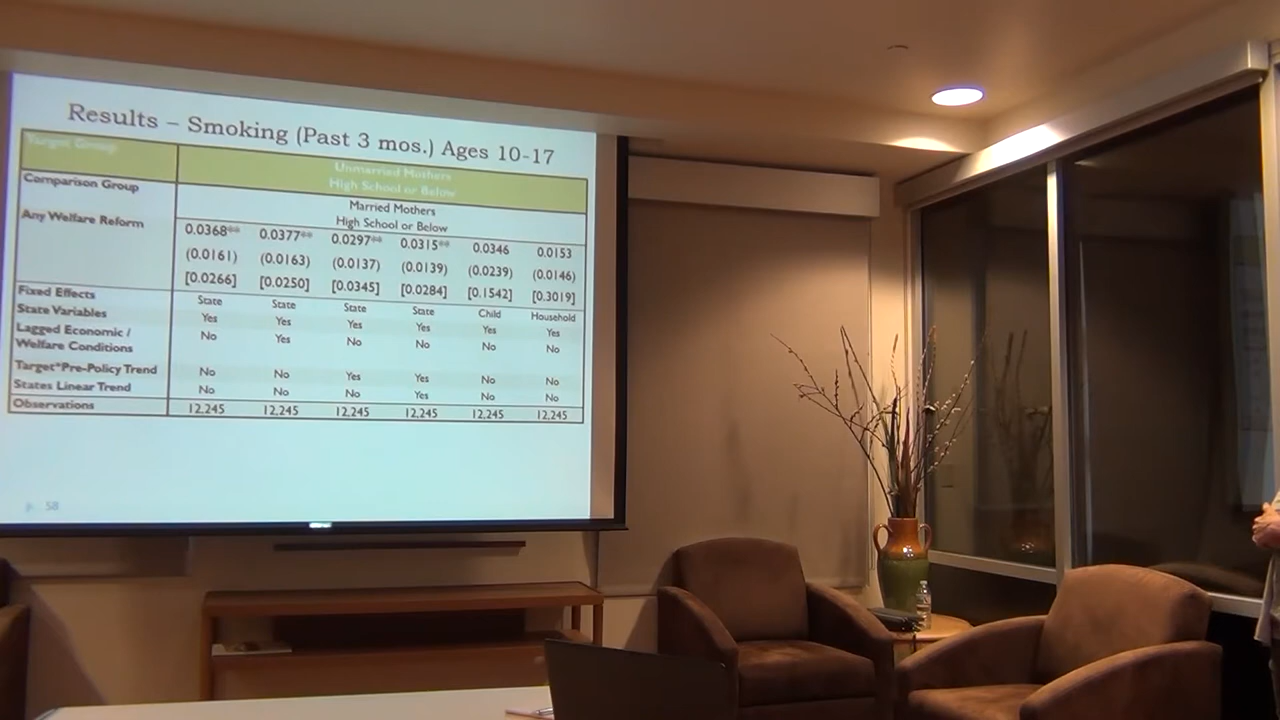 Results – Smoking (Past 3 mos.) Ages 10-17
Target Group
Unmarried Mothers
High School or Below
Comparison Group
Married Mothers
High School or Below
Any Welfare Reform
0.0368** 0.0377** 0.0297** 0.0315** 0.0346 0.0153
(0.0161) (0.0163) (0.0137) (0.0139) (0.0239) (0.0146)
[0.0266] [0.0250] [0.0345] [0.0284] [0.1542] [0.3019]
Fixed Effects State State State State Child Household
State Variables Yes Yes Yes Yes Yes Yes
Lagged Economic /
Welfare Conditions No Yes No No No No
Target*Pre-Policy Trend No No Yes Yes No No
States Linear Trend No No No Yes No No
Observations 12,245 12,245 12,245 12,245 12,245 12,245
58